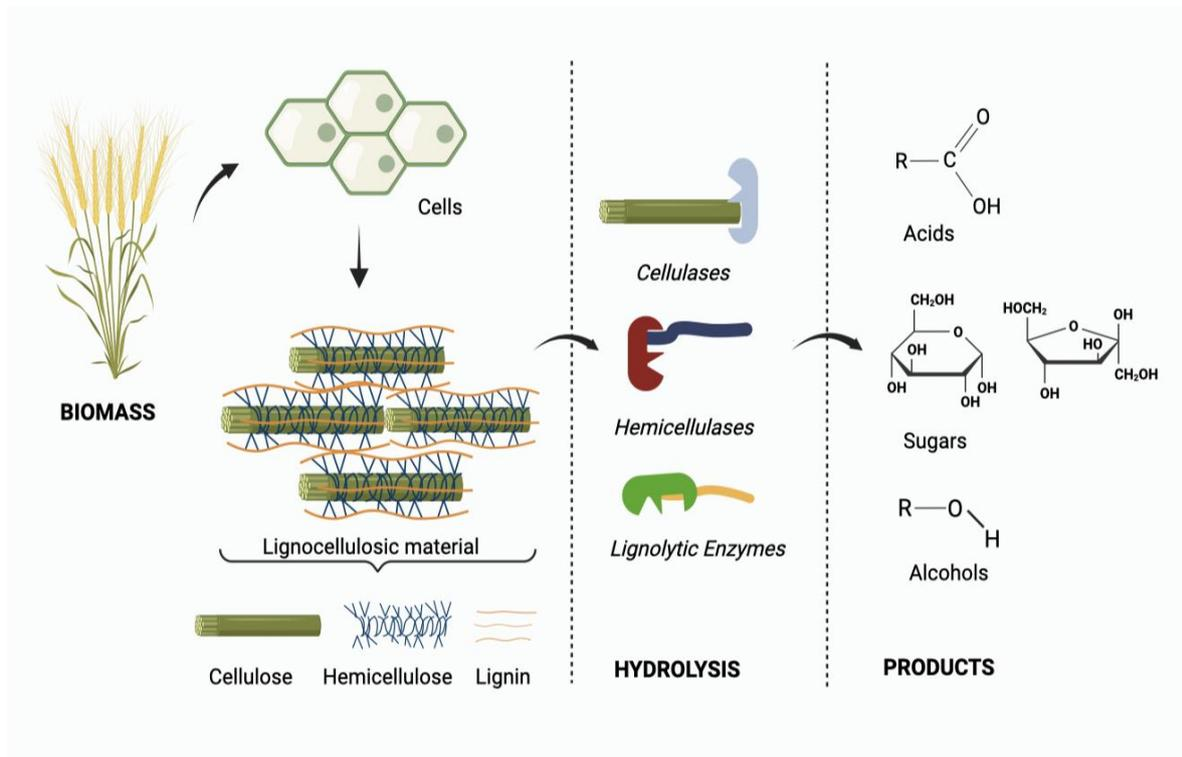 Cells
BIOMASS
Lignocellulosic material
Cellulose
Hemicellulose
Lignin
Cellulases
Hemicellulases
Lignolytic Enzymes
HYDROLYSIS
O
R
C
OH
Acids
CH₂OH
O
OH
OH
OH
OH
HOCH₂
O
OH
HO
CH₂OH
OH
Sugars
R
O
H
Alcohols
PRODUCTS